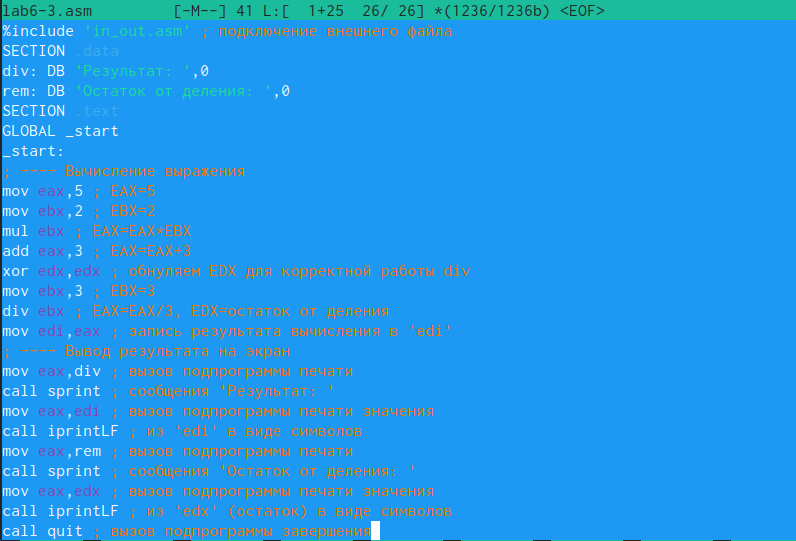 lab6-3.asm         [-M--] 41 L:[  1+25  26/ 26] *(1236/1236b) <EOF>
%include 'in_out.asm' ; подключение внешнего файла
SECTION .data
div: DB 'Результат: ',0
rem: DB 'Остаток от деления: ',0
SECTION .text
GLOBAL _start
_start:
; ---- Вычисление выражения
mov eax,5 ; EAX=5
mov ebx,2 ; EBX=2
mul ebx ; EAX=EAX*EBX
add eax,3 ; EAX=EAX+3
xor edx,edx ; обнуляем EDX для корректной работы div
mov ebx,3 ; EBX=3
div ebx ; EAX=EAX/3, EDX=остаток от деления
mov edi,eax ; запись результата вычисления в 'edi'
; ---- Вывод результата на экран
mov eax,div ; вызов подпрограммы печати
call sprint ; сообщения 'Результат: '
mov eax,edi ; вызов подпрограммы печати значения
call iprintLF ; из 'edi' в виде символов
mov eax,rem ; вызов подпрограммы печати
call sprint ; сообщения 'Остаток от деления: '
mov eax,edx ; вызов подпрограммы печати значения
call iprintLF ; из 'edx' (остаток) в виде символов
call quit ; вызов подпрограммы завершения